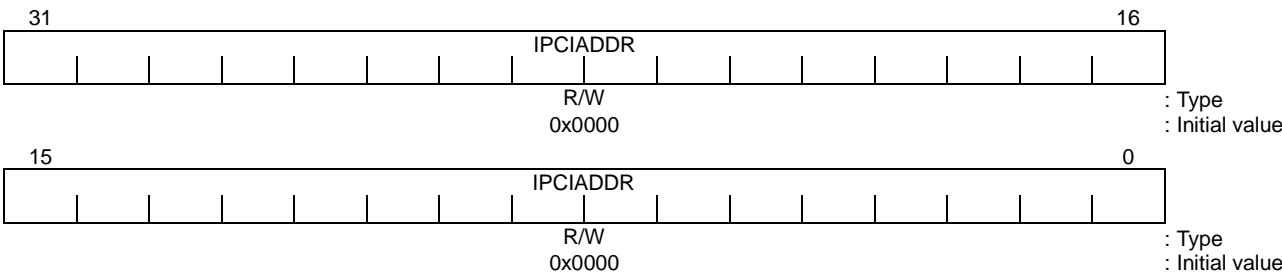 31 16
IPCIADDR
R/W : Type
0x0000 : Initial value
15 0
IPCIADDR
R/W : Type
0x0000 : Initial value